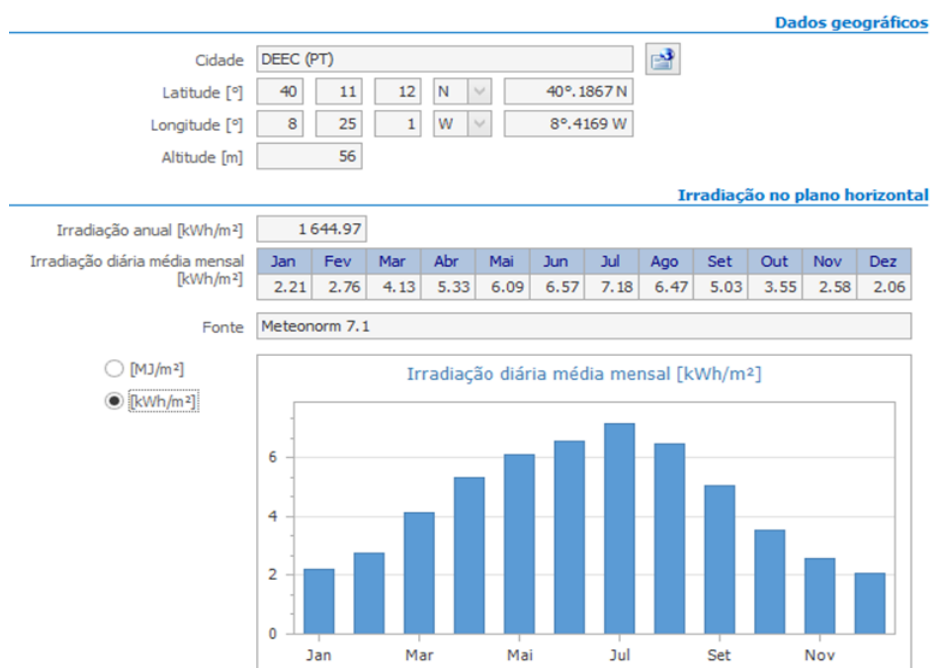 Dados geográficos
Cidade DEEC (PT)
Latitude [º] 40 11 12 N 40º.1867 N
Longitude [º] 8 25 1 W 8º.4169 W
Altitude [m] 56
Irradiação no plano horizontal
Irradiação anual [kWh/m²] 1 644.97
Irradiação diária média mensal [kWh/m²]
Jan Fev Mar Abr Mai Jun Jul Ago Set Out Nov Dez
2.21 2.76 4.13 5.33 6.09 6.57 7.18 6.47 5.03 3.55 2.58 2.06
Fonte Meteonorm 7.1
[MJ/m²]
[kWh/m²]
Irradiação diária média mensal [kWh/m²]
6
4
2
0
Jan Mar Mai Jul Set Nov